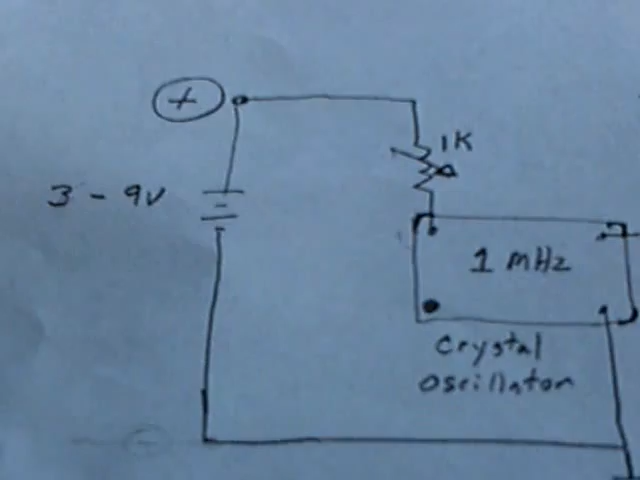 +
1K
3 - 9V
1 mHz
Crystal
Oscillator
-